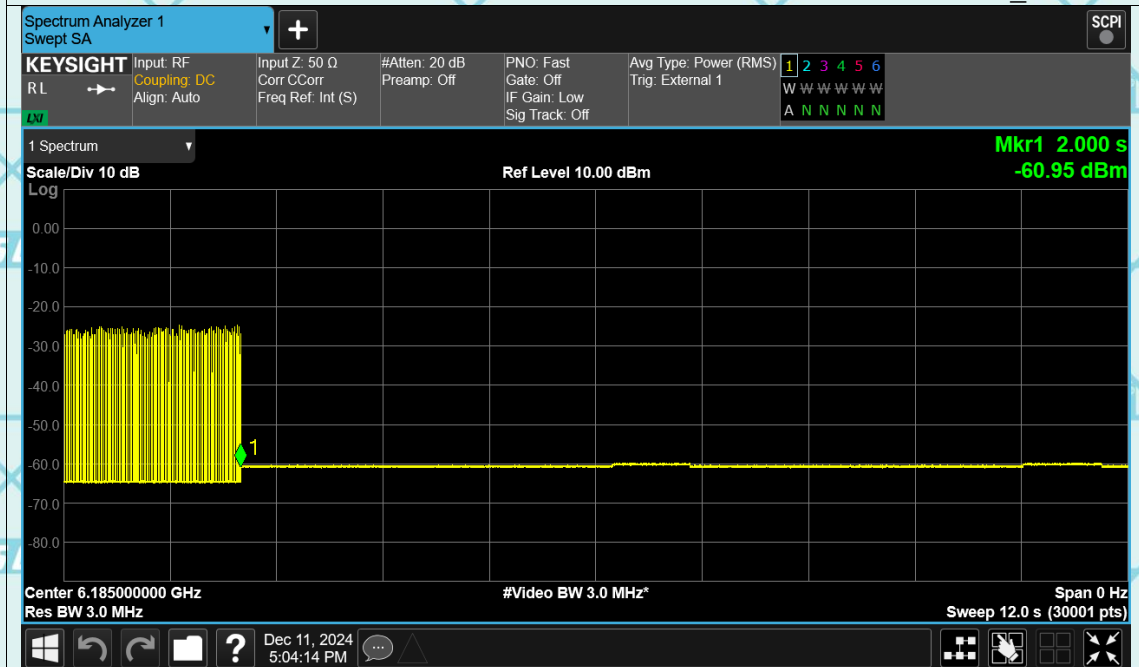 Spectrum Analyzer 1
Swept SA
SCPI
KEYSIGHT
RL
LXI
Input: RF
Coupling: DC
Align: Auto
Input Z: 50 Ω
Corr CCorr
Freq Ref: Int (S)
#Atten: 20 dB
Preamp: Off
PNO: Fast
Gate: Off
IF Gain: Low
Sig Track: Off
Avg Type: Power (RMS)
Trig: External 1
1 2 3 4 5 6
W W W W W W
A N N N N N
1 Spectrum
Mkr1 2.000 s
-60.95 dBm
Scale/Div 10 dB
Ref Level 10.00 dBm
Log
0.00
-10.0
-20.0
-30.0
-40.0
-50.0
-60.0
-70.0
-80.0
1
Center 6.185000000 GHz
#Video BW 3.0 MHz*
Span 0 Hz
Res BW 3.0 MHz
Sweep 12.0 s (30001 pts)
?
Dec 11, 2024
5:04:14 PM